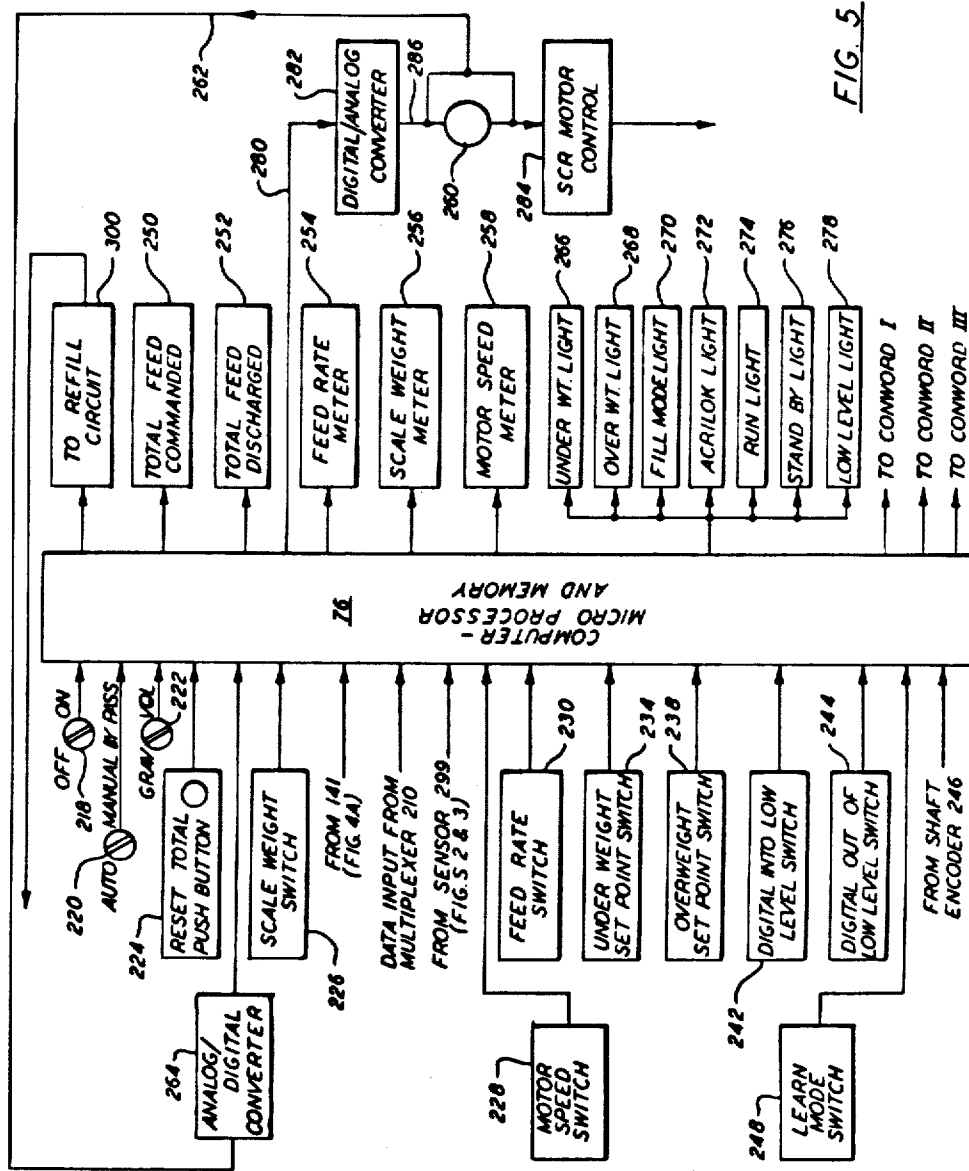 262
TO REFILL
CIRCUIT
300
TOTAL FEED
COMMANDED
250
TOTAL FEED
DISCHARGED
252
280
DIGITAL/ANALOG
CONVERTER
282
286
260
SCR MOTOR
CONTROL
284
FEED RATE
METER
254
SCALE WEIGHT
METER
256
MOTOR SPEED
METER
258
UNDER WT. LIGHT
266
OVER WT. LIGHT
268
FILL MODE LIGHT
270
ACRILOK LIGHT
272
RUN LIGHT
274
STAND BY LIGHT
276
LOW LEVEL LIGHT
278
TO CONWORD I
TO CONWORD II
TO CONWORD III
COMPUTER -
MICRO PROCESSOR
AND MEMORY
76
OFF
ON
218
220
AUTO
MANUAL BY PASS
GRAV
VOL
222
224
RESET TOTAL
PUSH BUTTON
264
ANALOG/
DIGITAL
CONVERTER
SCALE WEIGHT
SWITCH
226
FROM 141
(FIG. 4A)
DATA INPUT FROM
MULTIPLEXER 210
FROM SENSOR 299
(FIG'S 2 & 3)
228
MOTOR
SPEED
SWITCH
FEED RATE
SWITCH
230
UNDER WEIGHT
SET POINT SWITCH
234
OVERWEIGHT
SET POINT SWITCH
238
242
DIGITAL INTO LOW
LEVEL SWITCH
DIGITAL OUT OF
LOW LEVEL SWITCH
244
248
LEARN
MODE
SWITCH
FROM SHAFT
ENCODER 246
FIG. 5